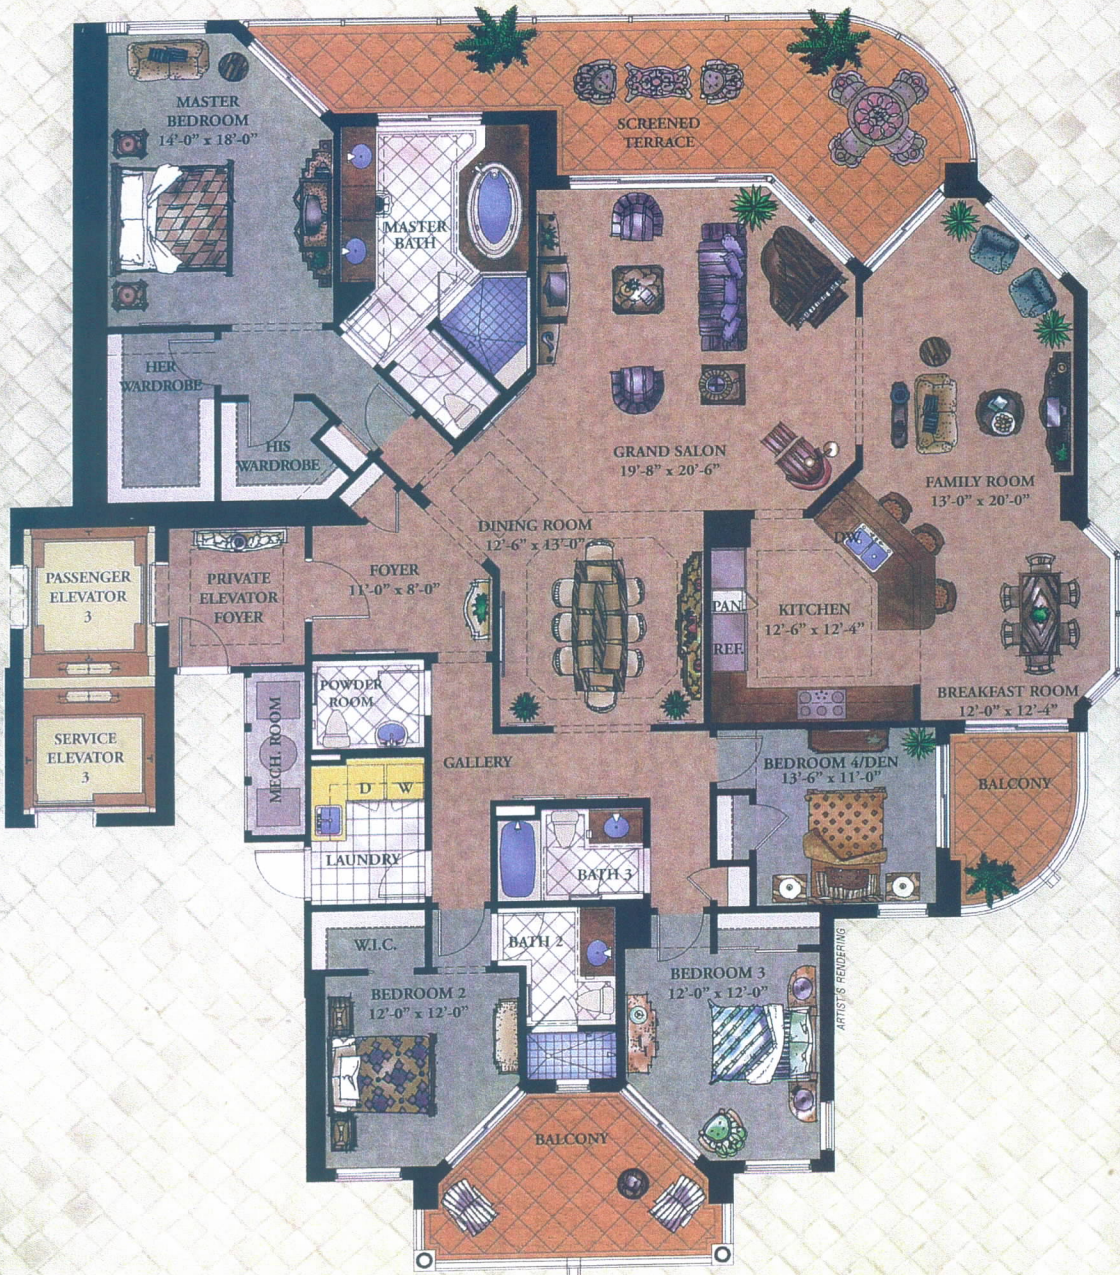 MASTER
BEDROOM
14'-0" x 18'-0"
SCREENED
TERRACE
MASTER
BATH
HER
WARDROBE
HIS
WARDROBE
GRAND SALON
19'-8" x 20'-6"
FAMILY ROOM
13'-0" x 20'-0"
DINING ROOM
12'-6" x 13'-0"
D.W.
PASSENGER
ELEVATOR
3
PRIVATE
ELEVATOR
FOYER
FOYER
11'-0" x 8'-0"
PAN
KITCHEN
12'-6" x 12'-4"
REF.
POWDER
ROOM
BREAKFAST ROOM
12'-0" x 12'-4"
SERVICE
ELEVATOR
3
MECH. ROOM
GALLERY
BEDROOM 4/DEN
13'-6" x 11'-0"
BALCONY
D W
LAUNDRY
BATH 3
W.I.C.
BATH 2
BEDROOM 2
12'-0" x 12'-0"
BEDROOM 3
12'-0" x 12'-0"
ARTIST'S RENDERING
BALCONY